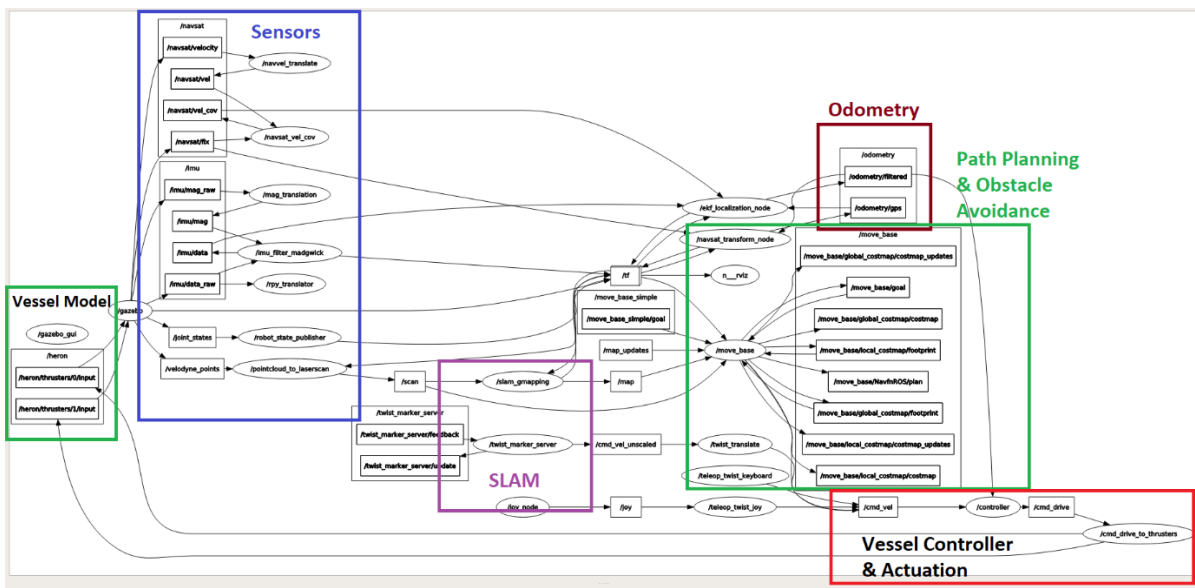 Sensors
/navsat
/navsat/velocity
/navvel_translate
/navsat/vel
/navsat/vel_cov
/navsat_vel_cov
/navsat/fix
/imu
/imu/mag_raw
/mag_translation
/imu/mag
/imu/data
/imu_filter_madgwick
/imu/data_raw
/rpy_translator
Vessel Model
/gazebo
/gazebo_gui
/heron
/heron/thrusters/0/input
/heron/thrusters/1/input
/joint_states
/robot_state_publisher
/velodyne_points
/pointcloud_to_laserscan
/scan
/slam_gmapping
/map
/twist_marker_server
/twist_marker_server/feedback
/twist_marker_server/update
/twist_marker_server
/cmd_vel_unscaled
SLAM
/joy_node
/joy
/teleop_twist_joy
Odometry
/odometry
/odometry/filtered
/odometry/gps
/ekf_localization_node
/navsat_transform_node
/tf
n__rviz
/move_base_simple
/move_base_simple/goal
/map_updates
/move_base
Path Planning
& Obstacle
Avoidance
/move_base
/move_base/global_costmap/costmap_updates
/move_base/goal
/move_base/global_costmap/costmap
/move_base/local_costmap/footprint
/move_base/NavfnROS/plan
/move_base/global_costmap/footprint
/move_base/local_costmap/costmap_updates
/move_base/local_costmap/costmap
/twist_translate
/teleop_twist_keyboard
/cmd_vel
/controller
/cmd_drive
/cmd_drive_to_thrusters
Vessel Controller
& Actuation